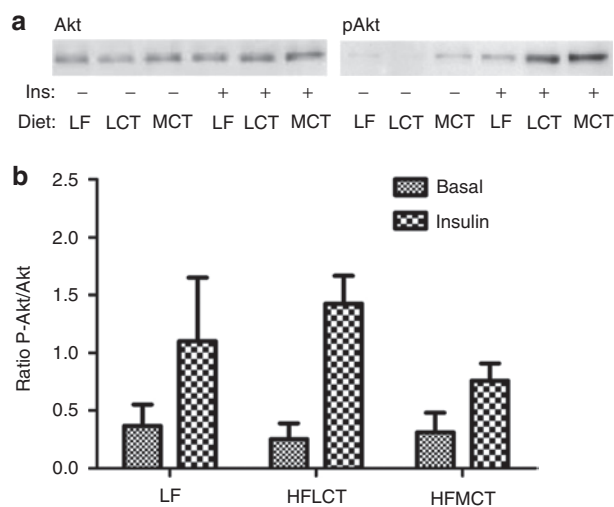 a
Akt
pAkt
Ins: – – – + + + – – – + + +
Diet: LF LCT MCT LF LCT MCT LF LCT MCT LF LCT MCT
b
2.5
2.0
1.5
1.0
0.5
0.0
Ratio P-Akt/Akt
Basal
Insulin
LF
HFLCT
HFMCT